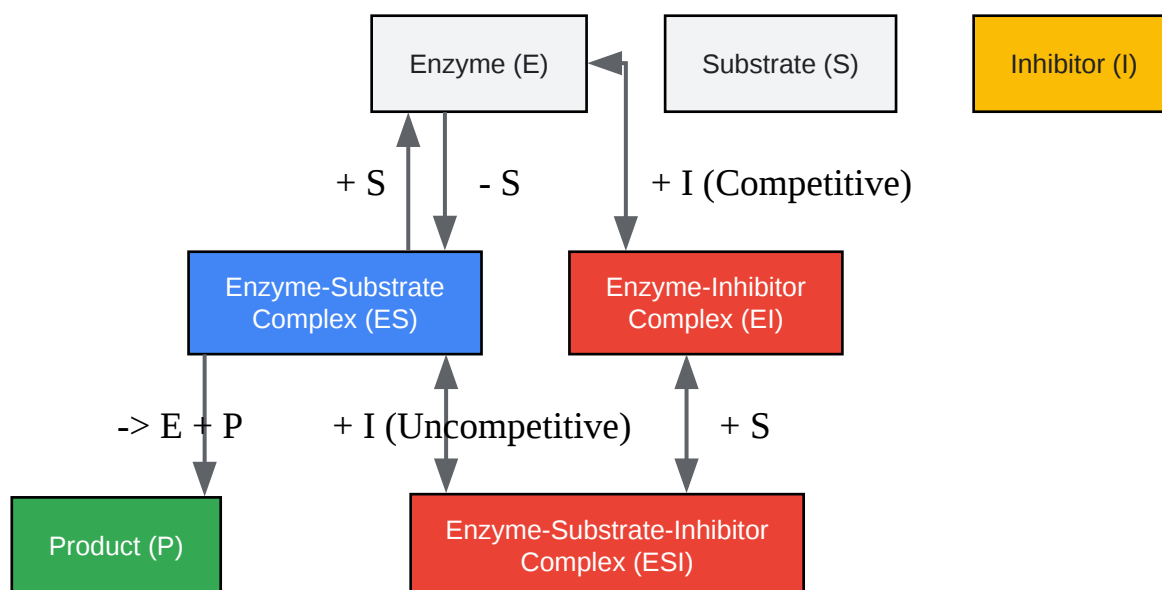 Enzyme (E)
Substrate (S)
Inhibitor (I)
+ S
- S
+ I (Competitive)
Enzyme-Substrate
Complex (ES)
Enzyme-Inhibitor
Complex (EI)
-> E + P
+ I (Uncompetitive)
+ S
Product (P)
Enzyme-Substrate-Inhibitor
Complex (ESI)